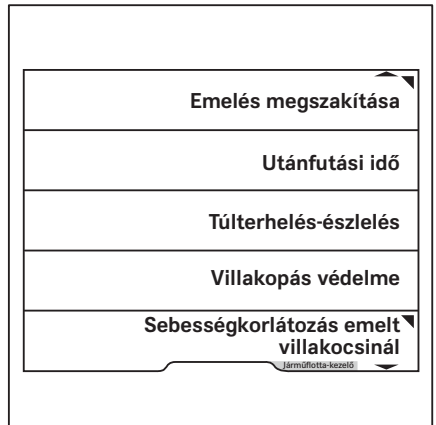 Emelés megszakítása
Utánfutási idő
Túlterhelés-észlelés
Villakopás védelme
Sebességkorlátozás emelt
villakocsinál
Járműflotta-kezelő